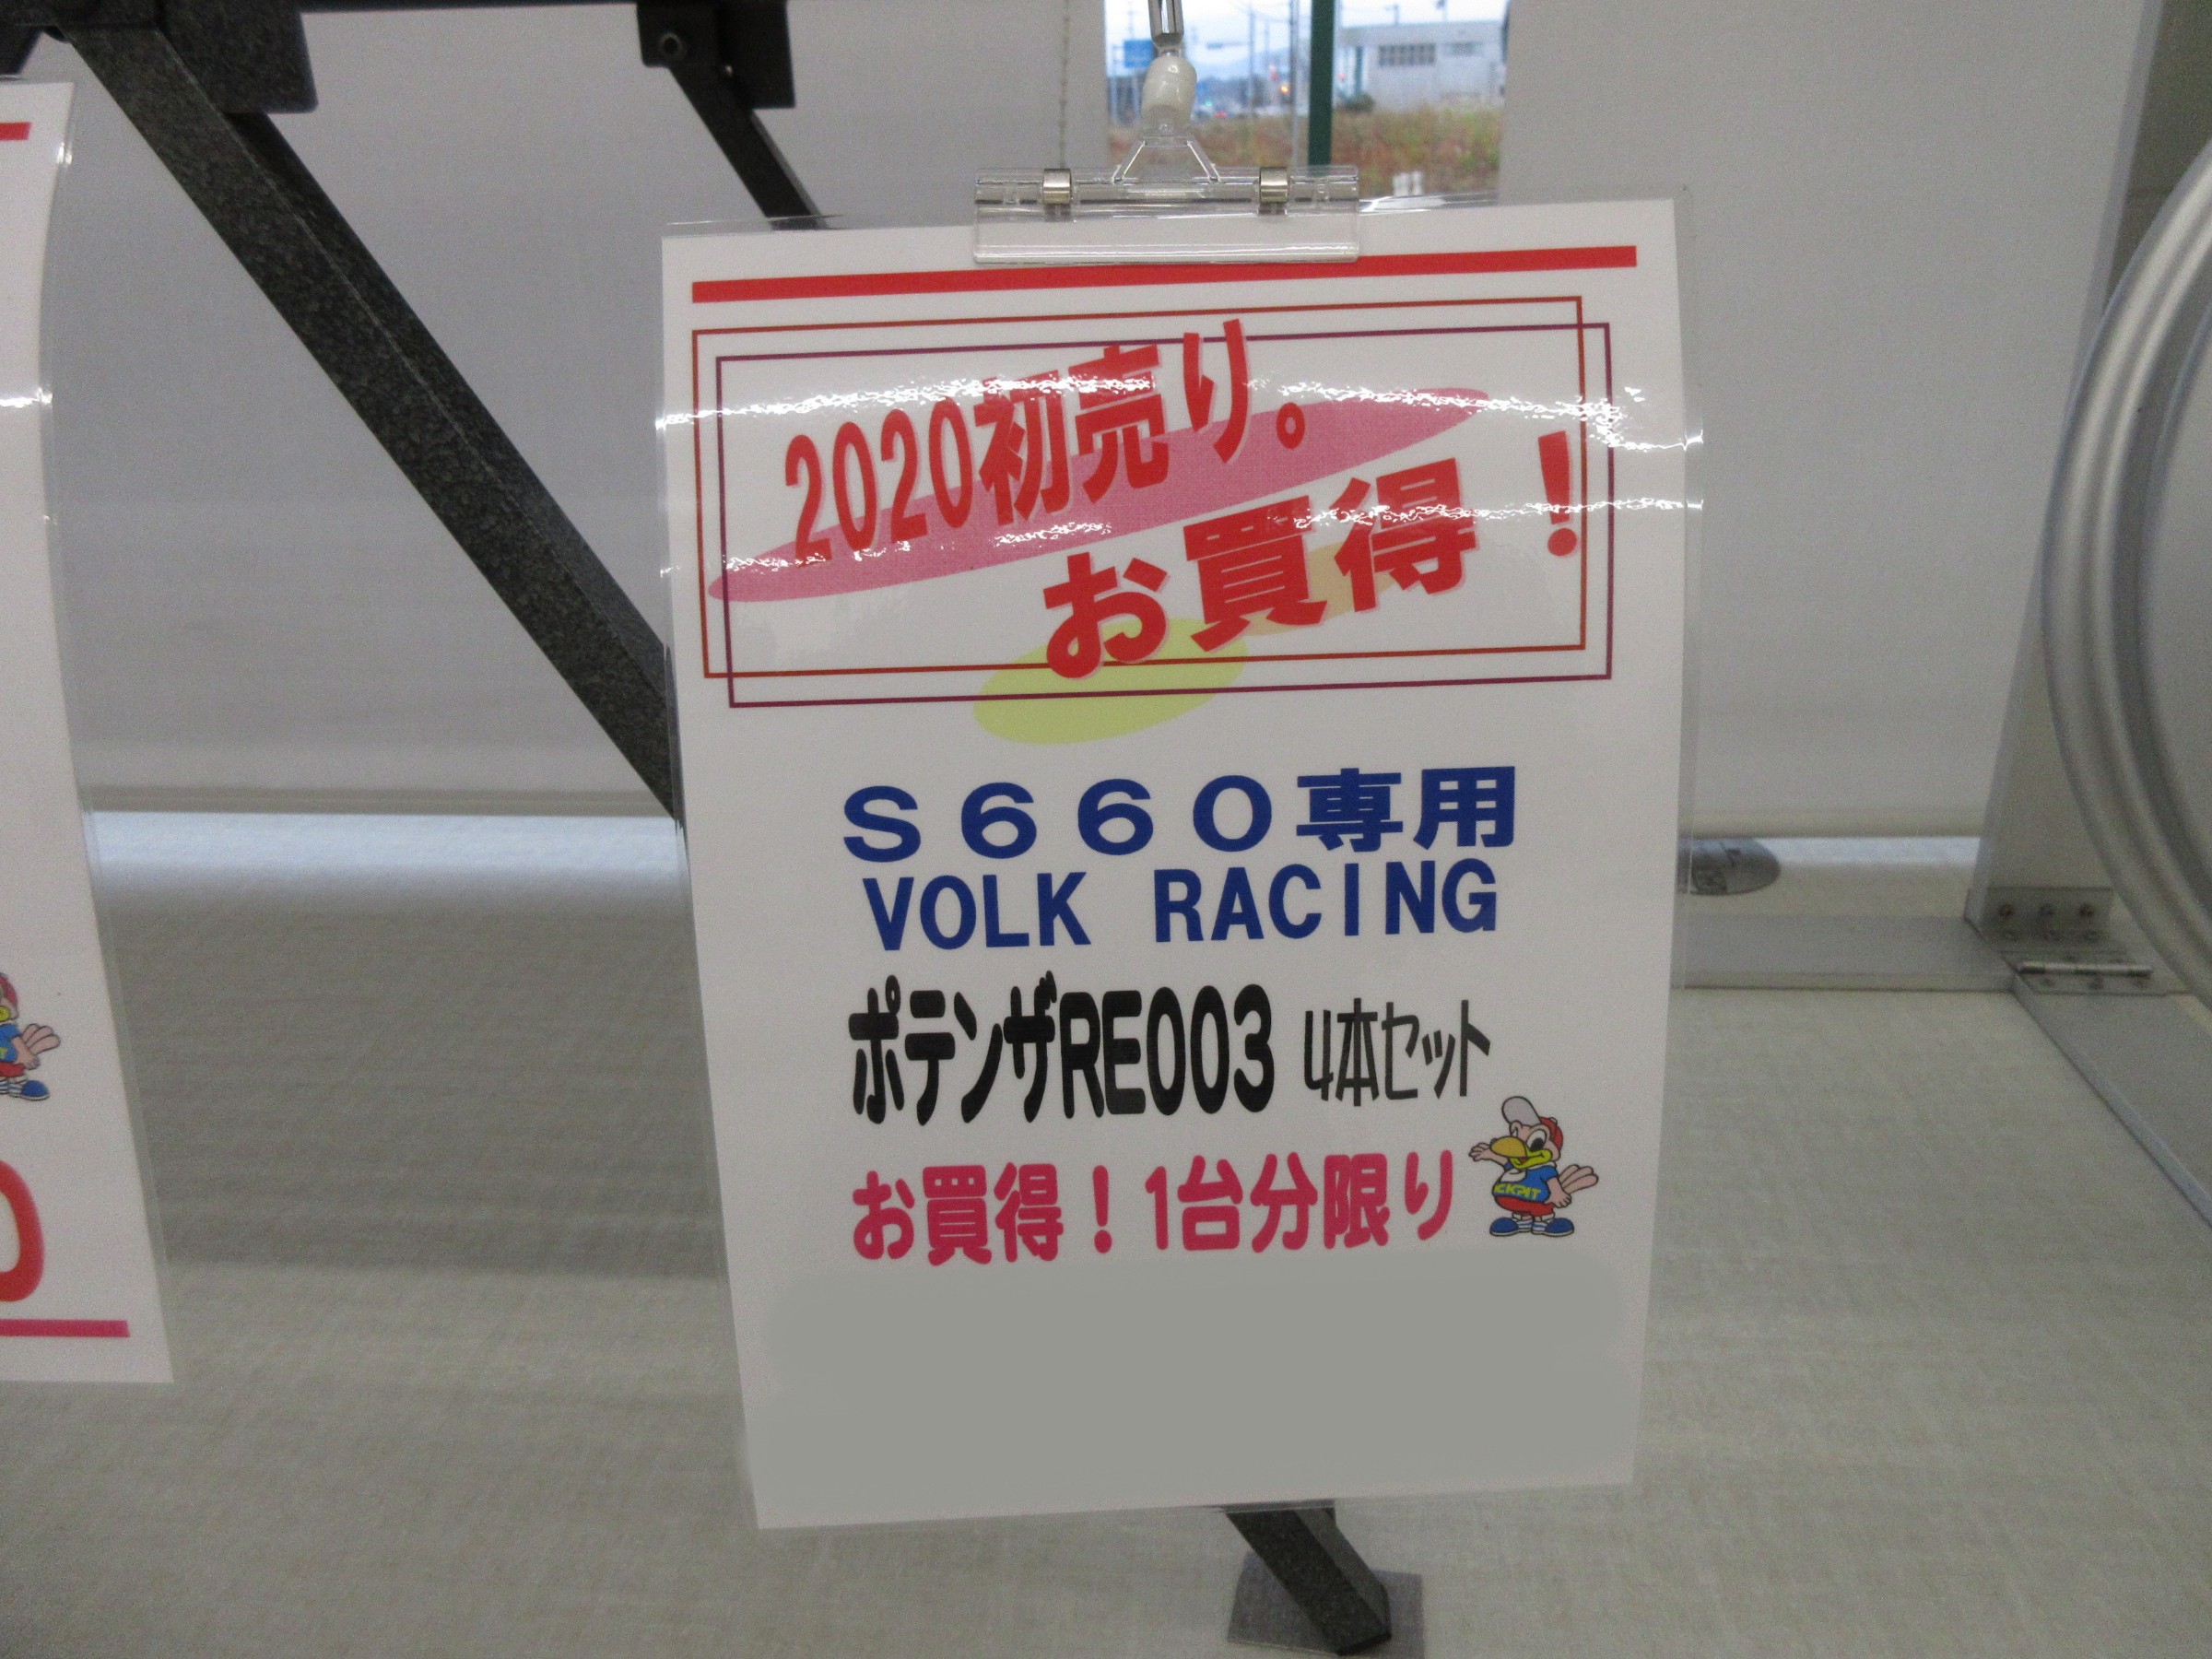 2020初売り。
お買得！
S660専用
VOLK RACING
ポテンザRE003 4本セット
お買得！1台分限り